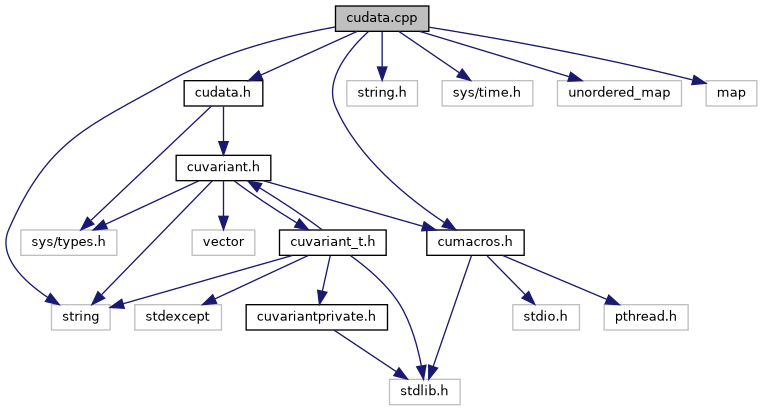 cudata.cpp
cudata.h
string.h
sys/time.h
unordered_map
map
cuvariant.h
sys/types.h
vector
cuvariant_t.h
cumacros.h
string
stdexcept
cuvariantprivate.h
stdio.h
pthread.h
stdlib.h